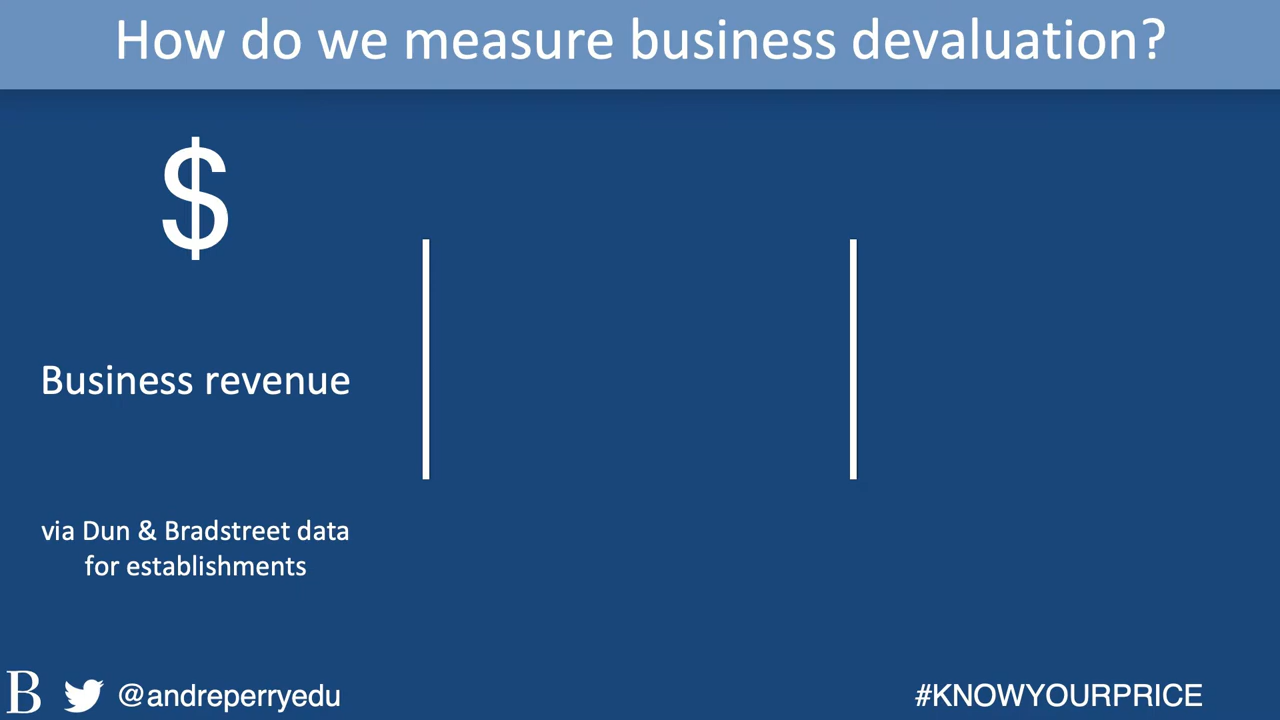 How do we measure business devaluation?
$
Business revenue
via Dun & Bradstreet data
for establishments
B @andreperryedu
#KNOWYOURPRICE